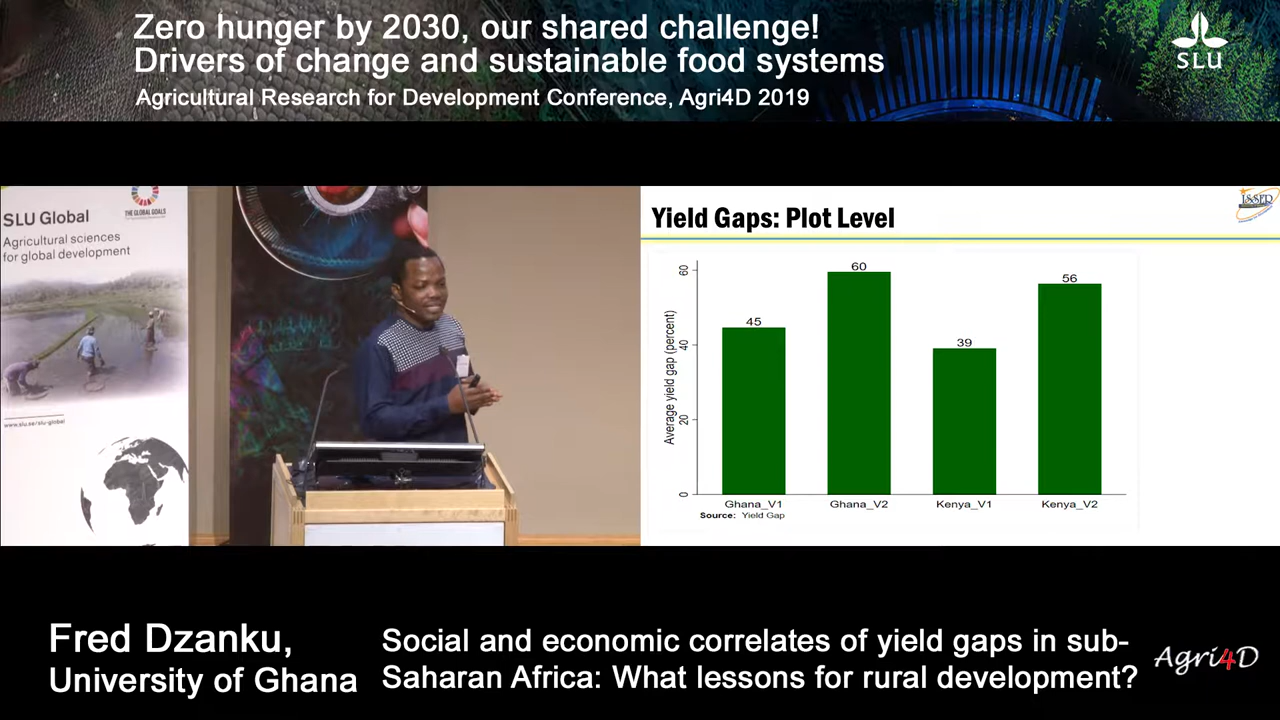 Zero hunger by 2030, our shared challenge!
Drivers of change and sustainable food systems
Agricultural Research for Development Conference, Agri4D 2019
SLU
SLU Global
Agricultural sciences
for global development
THE GLOBAL GOALS
www.slu.se/slu-global
Yield Gaps: Plot Level
Average yield gap (percent)
60
40
20
0
45
60
39
56
Ghana_V1
Ghana_V2
Kenya_V1
Kenya_V2
Source: Yield Gap
Fred Dzanku,
University of Ghana
Social and economic correlates of yield gaps in sub-
Saharan Africa: What lessons for rural development?
Agri4D